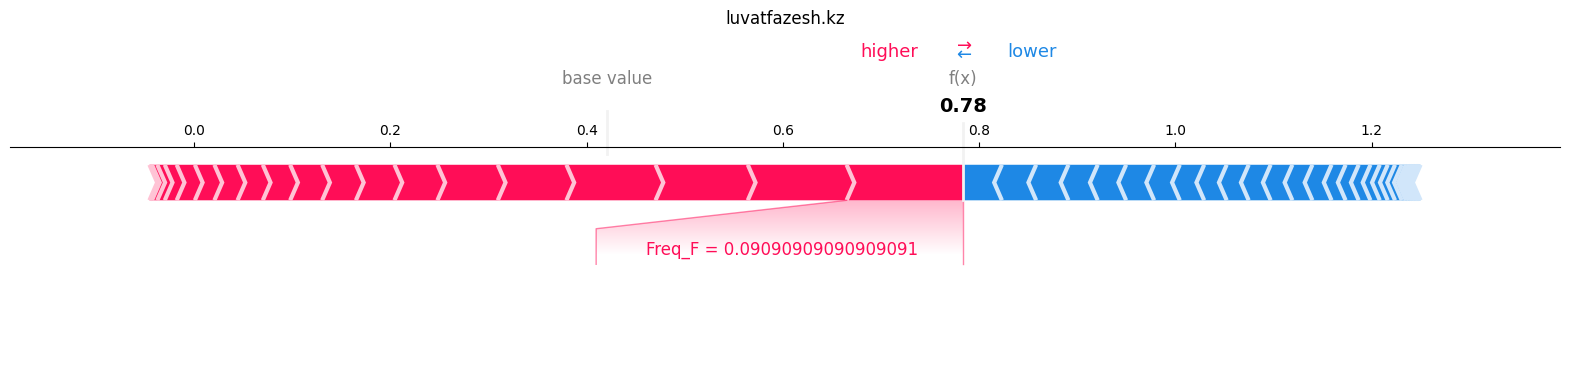 luvatfazesh.kz
higher ⇄ lower
base value f(x)
0.78
0.0 0.2 0.4 0.6 0.8 1.0 1.2
Freq_F = 0.09090909090909091